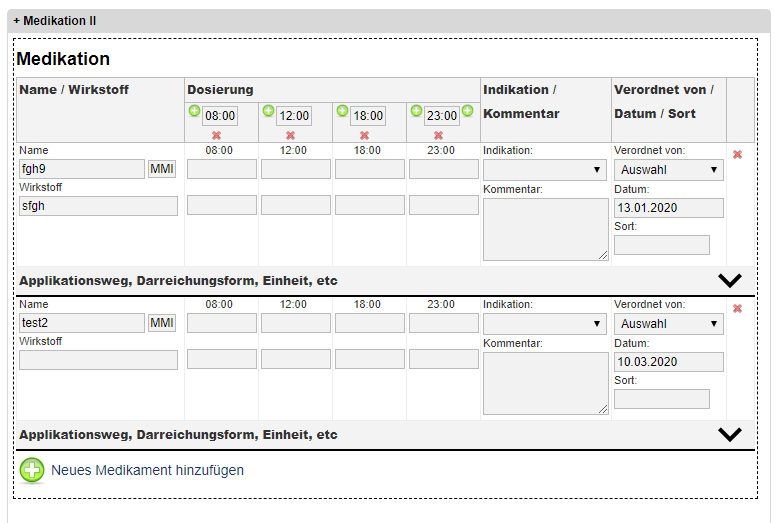 + Medikation II
Medikation
Name / Wirkstoff
Dosierung
Indikation /
Kommentar
Verordnet von /
Datum / Sort
08:00 12:00 18:00 23:00
Name
08:00 12:00 18:00 23:00
Indikation:
Verordnet von:
fgh9 MMI
Auswahl
Wirkstoff
Kommentar:
Datum:
sfgh
13.01.2020
Sort:
Applikationsweg, Darreichungsform, Einheit, etc
Name
08:00 12:00 18:00 23:00
Indikation:
Verordnet von:
test2 MMI
Auswahl
Wirkstoff
Kommentar:
Datum:
10.03.2020
Sort:
Applikationsweg, Darreichungsform, Einheit, etc
Neues Medikament hinzufügen